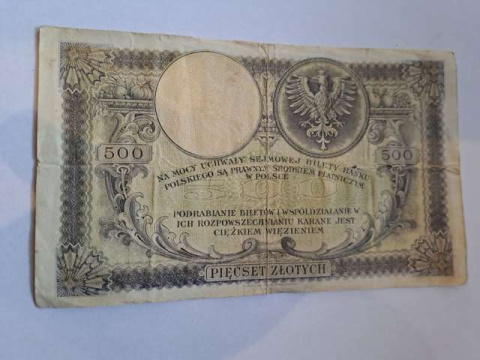 500
500
NA MOCY UCHWAŁY SEJMOWEJ BILETY BANKU
POLSKIEGO SĄ PRAWNYM ŚRODKIEM PŁATNICZYM
W POLSCE
PODRABIANIE BILETÓW I WSPÓŁDZIAŁANIE W
ICH ROZPOWSZECHNIANIU KARANE JEST
CIĘŻKIEM WIĘZIENIEM
PIĘĆSET ZŁOTYCH